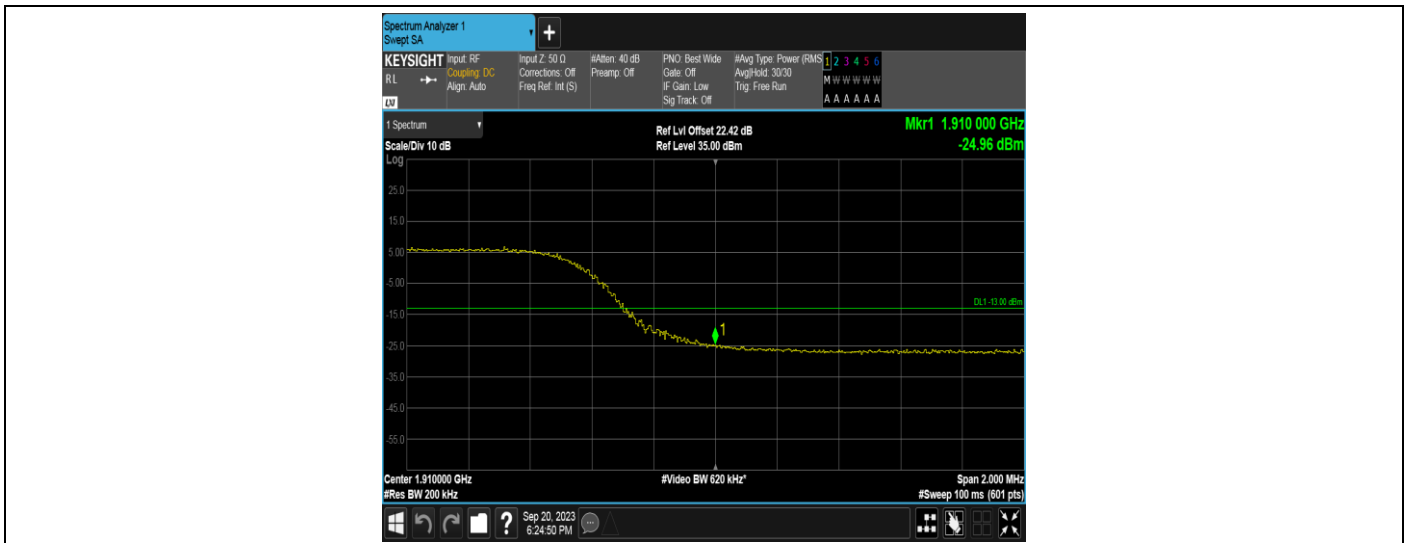 Spectrum Analyzer 1
Swept SA
+
KEYSIGHT Input: RF Input Z: 50 Ω #Atten: 40 dB PNO: Best Wide #Avg Type: Power (RMS 1 2 3 4 5 6
RL Coupling: DC Corrections: Off Preamp: Off Gate: Off Avg|Hold: 30/30 M W W W W W
Align: Auto Freq Ref: Int (S) IF Gain: Low Trig: Free Run
LXI Sig Track: Off A A A A A A
1 Spectrum Ref Lvl Offset 22.42 dB Mkr1 1.910 000 GHz
Scale/Div 10 dB Ref Level 35.00 dBm -24.96 dBm
Log
25.0
15.0
5.00
-5.00
DL1 -13.00 dBm
-15.0
1
-25.0
-35.0
-45.0
-55.0
Center 1.910000 GHz #Video BW 620 kHz* Span 2.000 MHz
#Res BW 200 kHz #Sweep 100 ms (601 pts)
? Sep 20, 2023
6:24:50 PM